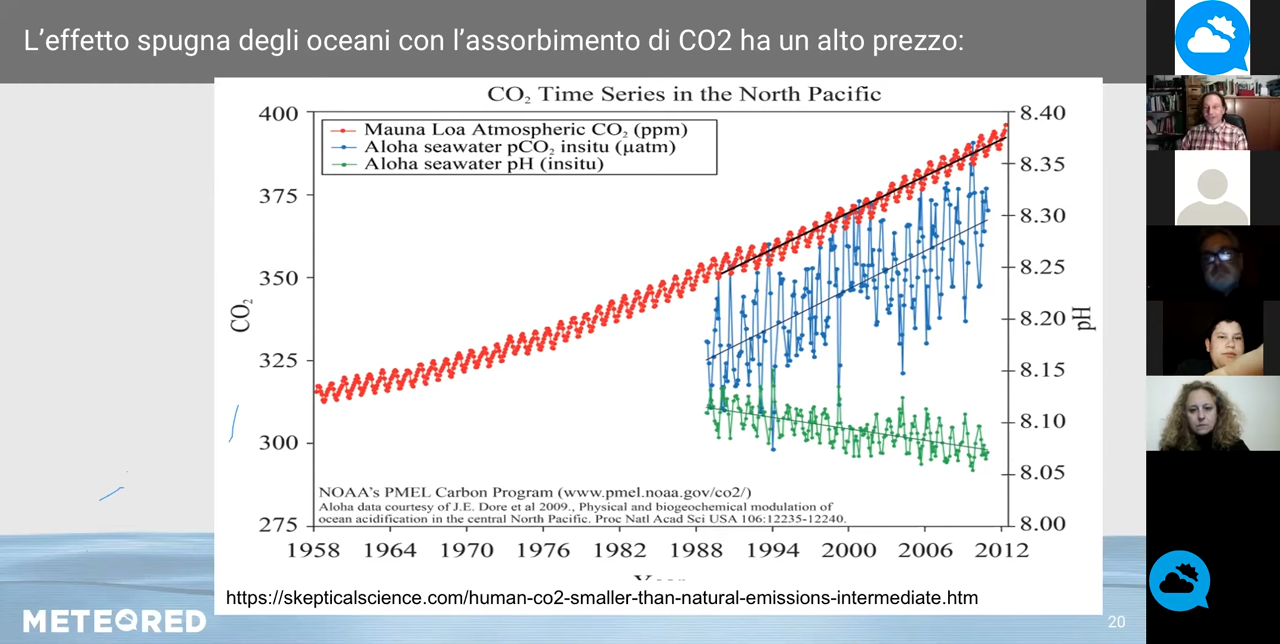 L'effetto spugna degli oceani con l'assorbimento di CO2 ha un alto prezzo:
CO₂ Time Series in the North Pacific
400
375
350
325
300
275
CO₂
Mauna Loa Atmospheric CO₂ (ppm)
Aloha seawater pCO₂ insitu (µatm)
Aloha seawater pH (insitu)
8.40
8.35
8.30
8.25
8.20
8.15
8.10
8.05
8.00
pH
NOAA's PMEL Carbon Program (www.pmel.noaa.gov/co2/)
Aloha data courtesy of J.E. Dore et al 2009., Physical and biogeochemical modulation of
ocean acidification in the central North Pacific. Proc Natl Acad Sci USA 106:12235-12240.
1958 1964 1970 1976 1982 1988 1994 2000 2006 2012
https://skepticalscience.com/human-co2-smaller-than-natural-emissions-intermediate.htm
METEORED
20